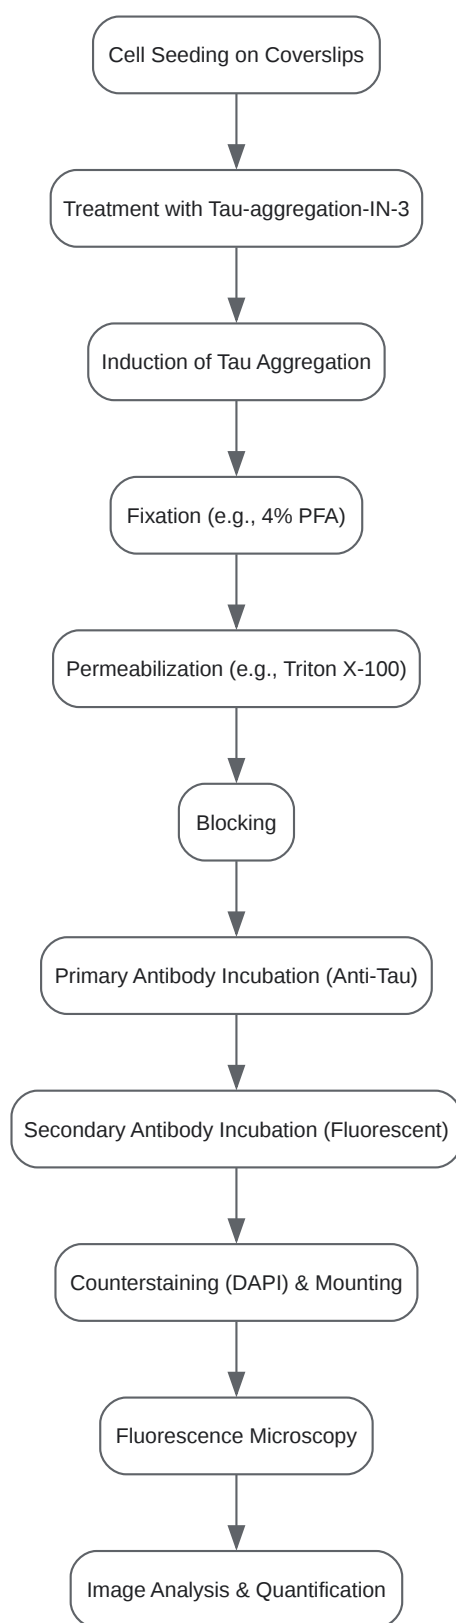 Cell Seeding on Coverslips
Treatment with Tau-aggregation-IN-3
Induction of Tau Aggregation
Fixation (e.g., 4% PFA)
Permeabilization (e.g., Triton X-100)
Blocking
Primary Antibody Incubation (Anti-Tau)
Secondary Antibody Incubation (Fluorescent)
Counterstaining (DAPI) & Mounting
Fluorescence Microscopy
Image Analysis & Quantification